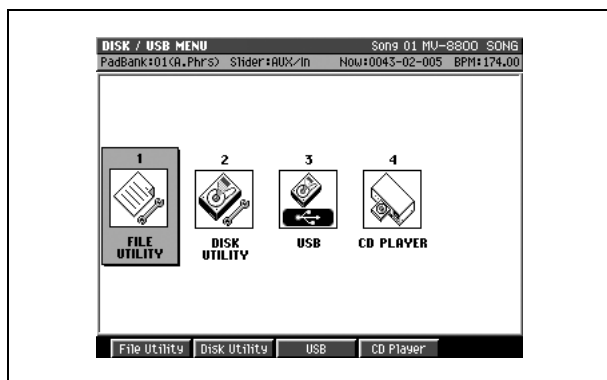 DISK / USB MENU Song 01 MV-8800 SONG
PadBank:01(A.Phrs) Slider:AUX/In Now:0043-02-005 BPM:174.00
1 2 3 4
FILE UTILITY
DISK UTILITY
USB
CD PLAYER
File Utility Disk Utility USB CD Player